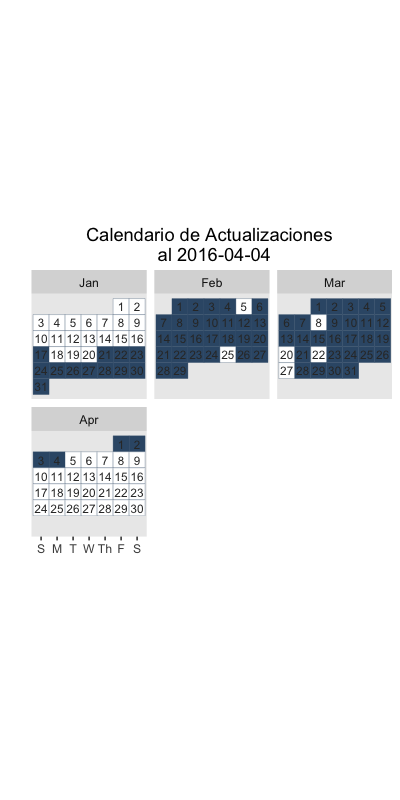 Calendario de Actualizaciones
al 2016-04-04
Jan
1 2
3 4 5 6 7 8 9
10 11 12 13 14 15 16
17 18 19 20 21 22 23
24 25 26 27 28 29 30
31
Feb
1 2 3 4 5 6
7 8 9 10 11 12 13
14 15 16 17 18 19 20
21 22 23 24 25 26 27
28 29
Mar
1 2 3 4 5
6 7 8 9 10 11 12
13 14 15 16 17 18 19
20 21 22 23 24 25 26
27 28 29 30 31
Apr
1 2
3 4 5 6 7 8 9
10 11 12 13 14 15 16
17 18 19 20 21 22 23
24 25 26 27 28 29 30
S M T W Th F S